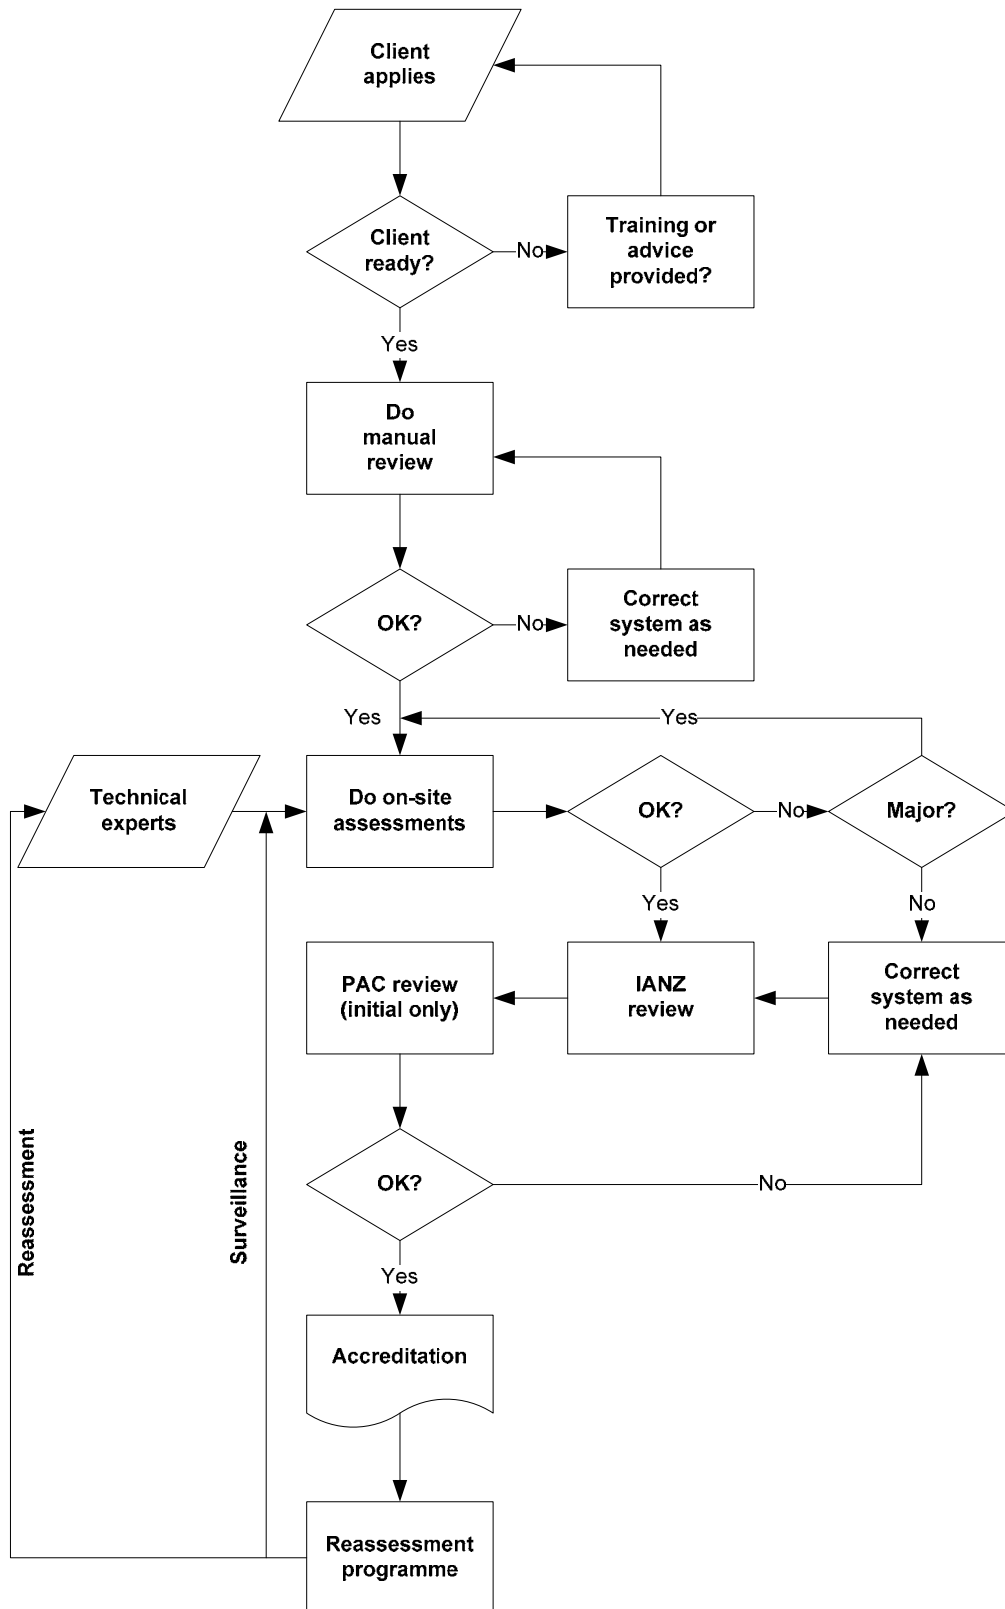 Client
applies
Client
ready?
No
Training or
advice
provided?
Yes
Do
manual
review
OK?
No
Correct
system as
needed
Yes
Yes
Technical
experts
Do on-site
assessments
OK?
No
Major?
Yes
No
PAC review
(initial only)
IANZ
review
Correct
system as
needed
Reassessment
Surveillance
OK?
No
Yes
Accreditation
Reassessment
programme